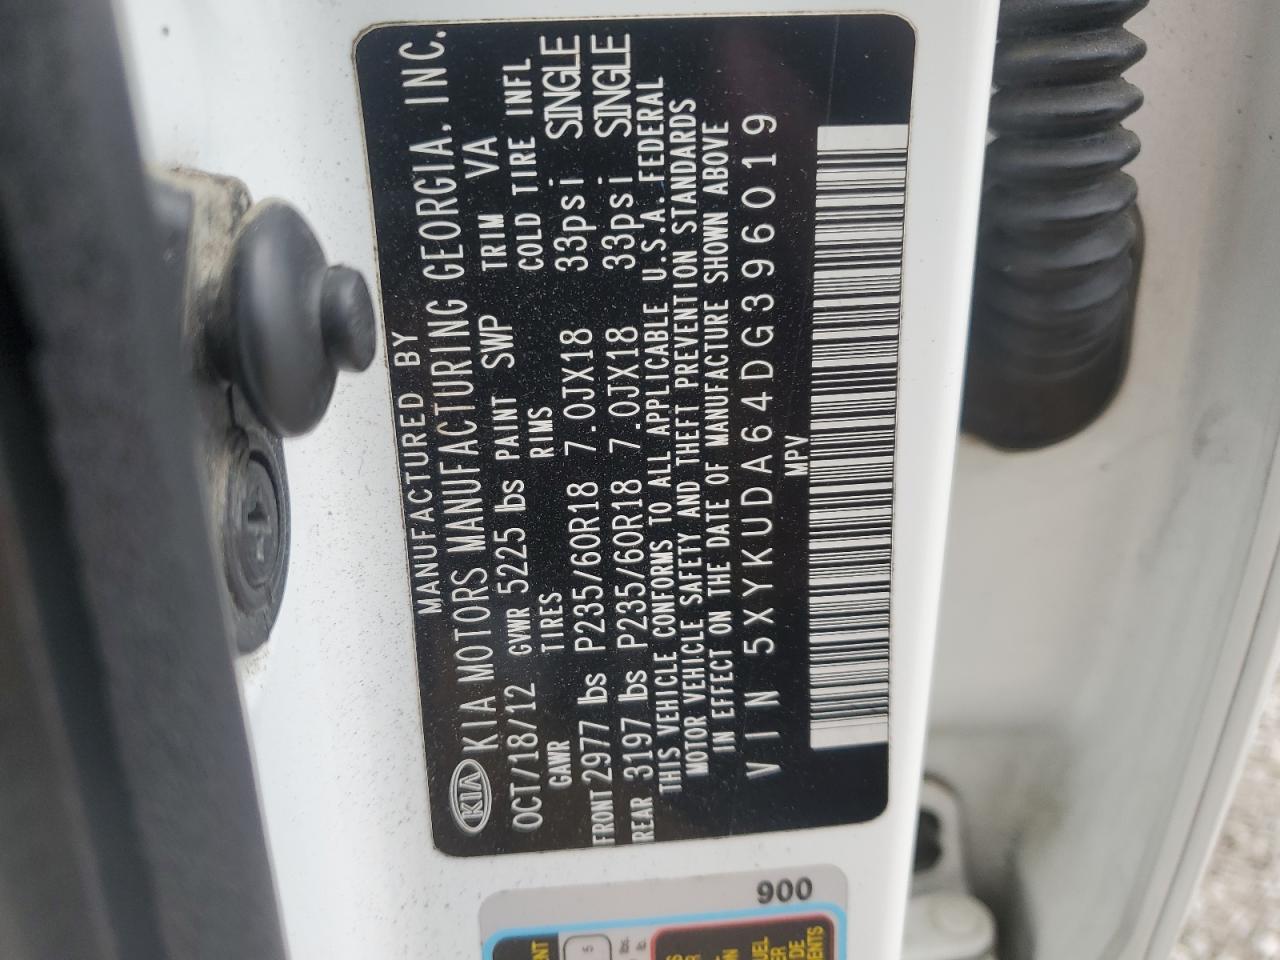 MANUFACTURED BY
KIA KIA MOTORS MANUFACTURING GEORGIA, INC.
OCT/18/12 GVWR 5225 lbs PAINT SWP TRIM VA
GAWR TIRES RIMS COLD TIRE INFL
FRONT 2977 lbs P235/60R18 7.0JX18 33psi SINGLE
REAR 3197 lbs P235/60R18 7.0JX18 33psi SINGLE
THIS VEHICLE CONFORMS TO ALL APPLICABLE U.S.A. FEDERAL
MOTOR VEHICLE SAFETY AND THEFT PREVENTION STANDARDS
IN EFFECT ON THE DATE OF MANUFACTURE SHOWN ABOVE
VIN 5XYKUDA64DG396019
MPV
900